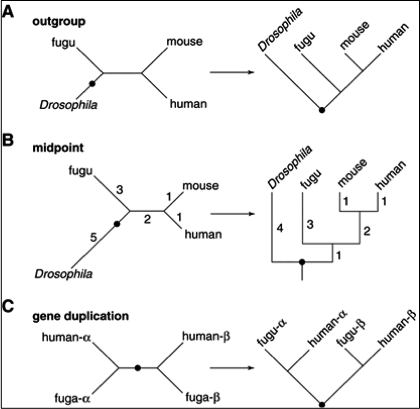 A
outgroup
fugu
mouse
Drosophila
human
Drosophila
fugu
mouse
human
B
midpoint
fugu
3
1
mouse
2
1
human
5
Drosophila
Drosophila
fugu
mouse
human
4
3
1
1
2
1
C
gene duplication
human-α
human-β
fuga-α
fuga-β
fugu-α
human-α
fugu-β
human-β